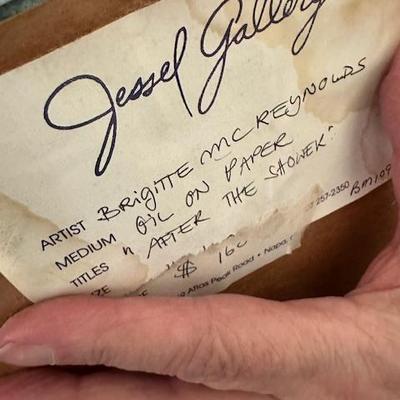 Jessel Gallery
ARTIST BRIGITTE MCREYNOLDS
MEDIUM OIL ON PAPER
TITLES "AFTER THE SHOWER"
$ 160
Atlas Peak Road • Napa, 257-2350 BM109